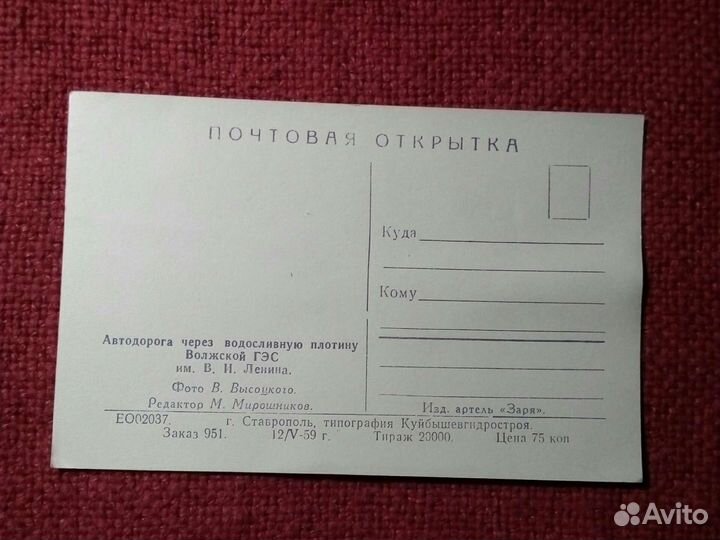 ПОЧТОВАЯ ОТКРЫТКА
Куда
Кому
Автодорога через водосливную плотину
Волжской ГЭС
им. В. И. Ленина.
Фото В. Высоцкого.
Редактор М. Мирошников.
Изд. артель «Заря».
ЕО02037. г. Ставрополь, типография Куйбышевгидростроя.
Заказ 951. 12/V-59 г. Тираж 20000. Цена 75 коп
Avito